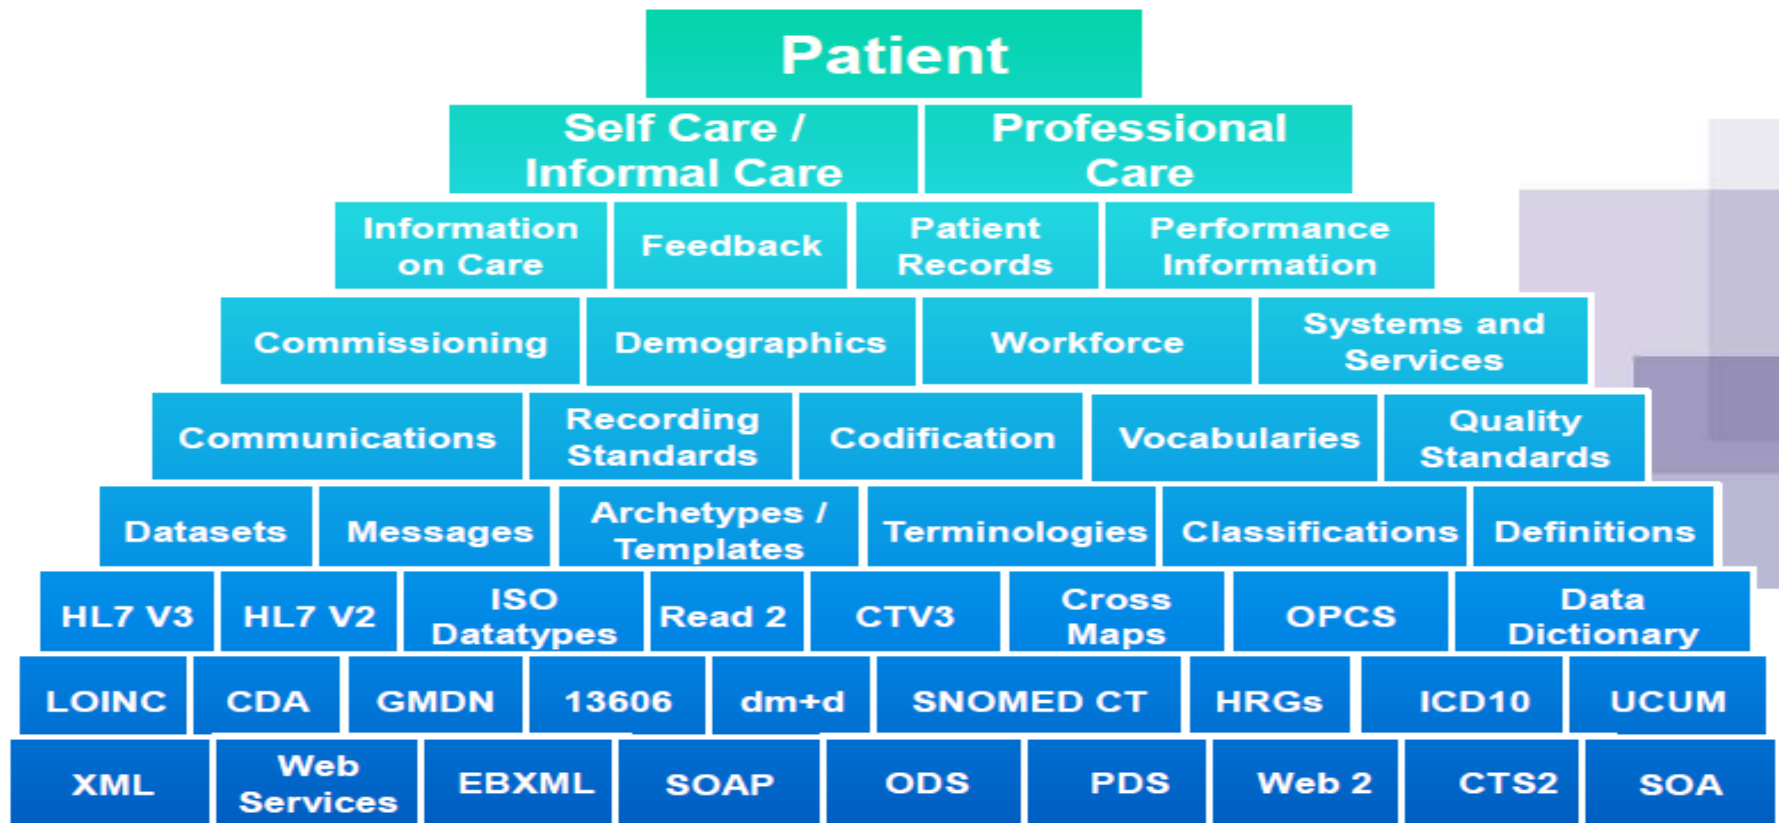 Patient
Self Care /
Informal Care
Professional
Care
Information
on Care
Feedback
Patient
Records
Performance
Information
Commissioning
Demographics
Workforce
Systems and
Services
Communications
Recording
Standards
Codification
Vocabularies
Quality
Standards
Datasets
Messages
Archetypes /
Templates
Terminologies
Classifications
Definitions
HL7 V3
HL7 V2
ISO
Datatypes
Read 2
CTV3
Cross
Maps
OPCS
Data
Dictionary
LOINC
CDA
GMDN
13606
dm+d
SNOMED CT
HRGs
ICD10
UCUM
XML
Web
Services
EBXML
SOAP
ODS
PDS
Web 2
CTS2
SOA